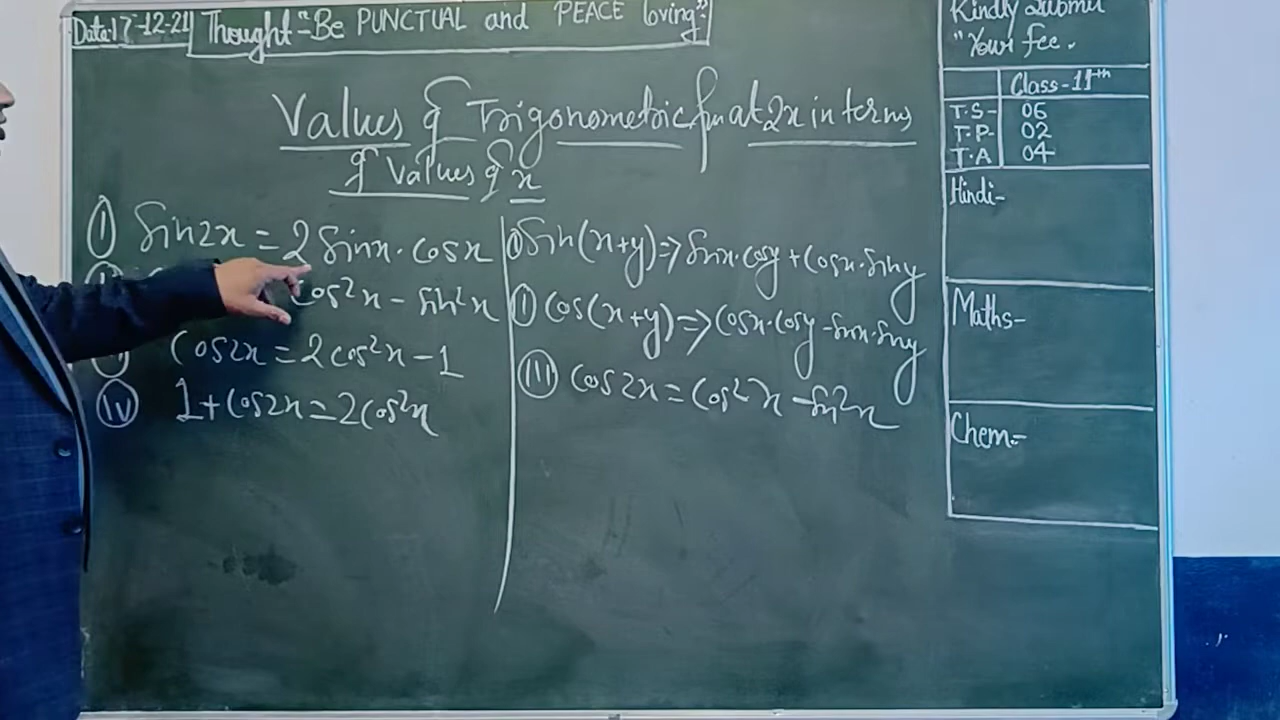 Date:17-12-21
Thought-"Be PUNCTUAL and PEACE loving".
Values of Trigonometric fn at 2x in terms
of Values of x
(I) Sin2x = 2 Sinx. Cosx
Cos²x - Sin²x
Cos2x = 2cos²x - 1
(IV) 1 + Cos2x = 2Cos²x
(I) Sin(x+y) => Sinx.Cosy + Cosx.Siny
(I) Cos(x+y) => Cosx.Cosy - Sinx.Siny
(III) Cos2x = Cos²x - Sin²x
Kindly Submit
"Your fee.
Class-11th
T.S- 06
T.P- 02
T.A 04
Hindi-
Maths-
Chem:-